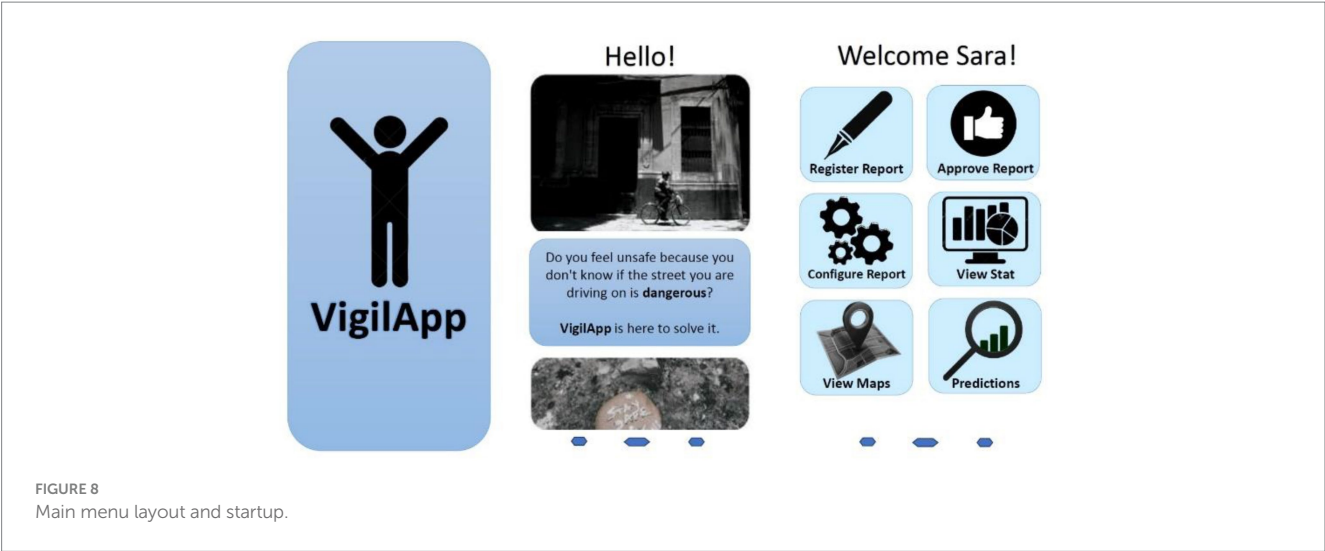 VigilApp
Hello!
Do you feel unsafe because you
don't know if the street you are
driving on is dangerous?
VigilApp is here to solve it.
Welcome Sara!
Register Report
Approve Report
Configure Report
View Stat
View Maps
Predictions
FIGURE 8
Main menu layout and startup.